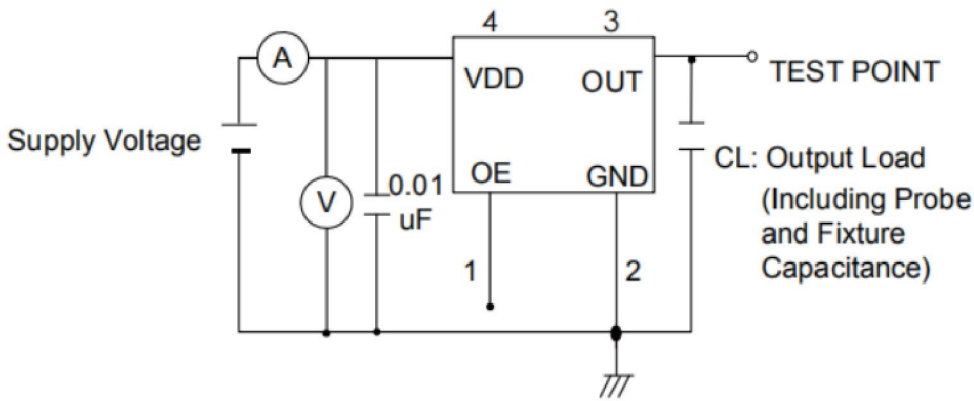 4
3
A
VDD
OUT
TEST POINT
Supply Voltage
CL: Output Load
(Including Probe
and Fixture
Capacitance)
OE
GND
V
0.01
uF
1
2